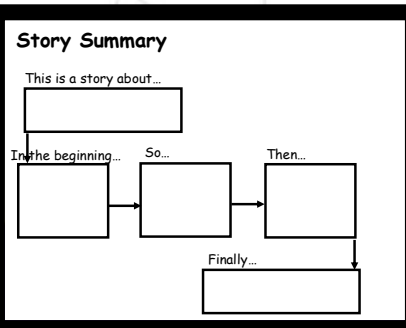 Story Summary
This is a story about…
In the beginning…
So…
Then…
Finally…